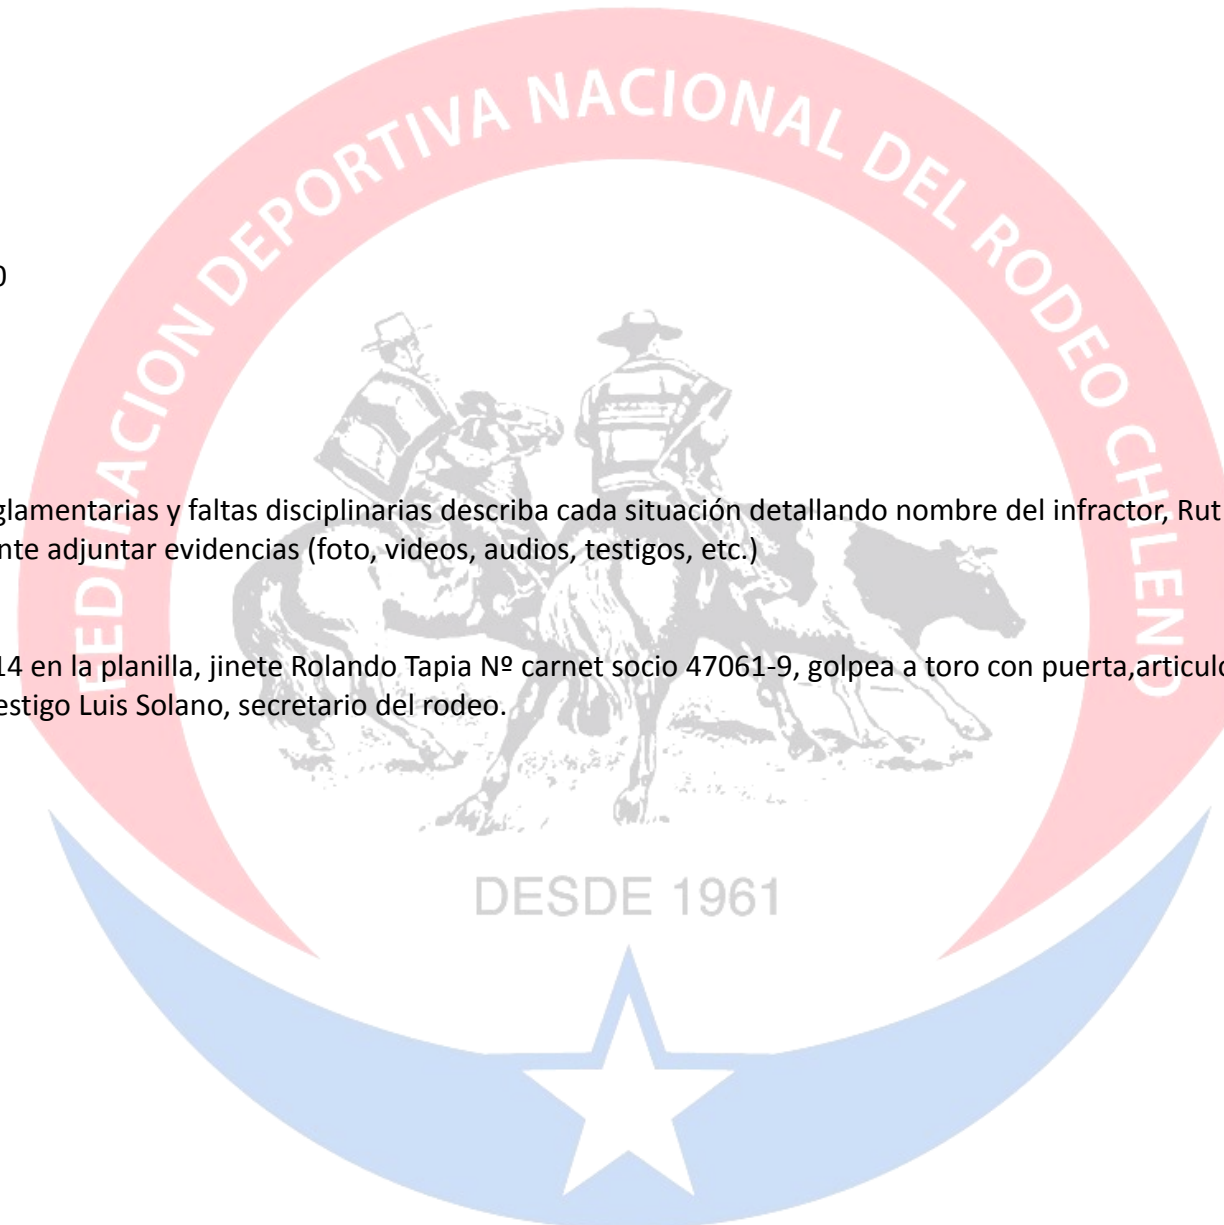 FEDERACION DEPORTIVA NACIONAL DEL RODEO CHILENO
0
glamentarias y faltas disciplinarias describa cada situación detallando nombre del infractor, Rut
nte adjuntar evidencias (foto, videos, audios, testigos, etc.)
14 en la planilla, jinete Rolando Tapia Nº carnet socio 47061-9, golpea a toro con puerta,articulo
estigo Luis Solano, secretario del rodeo.
DESDE 1961